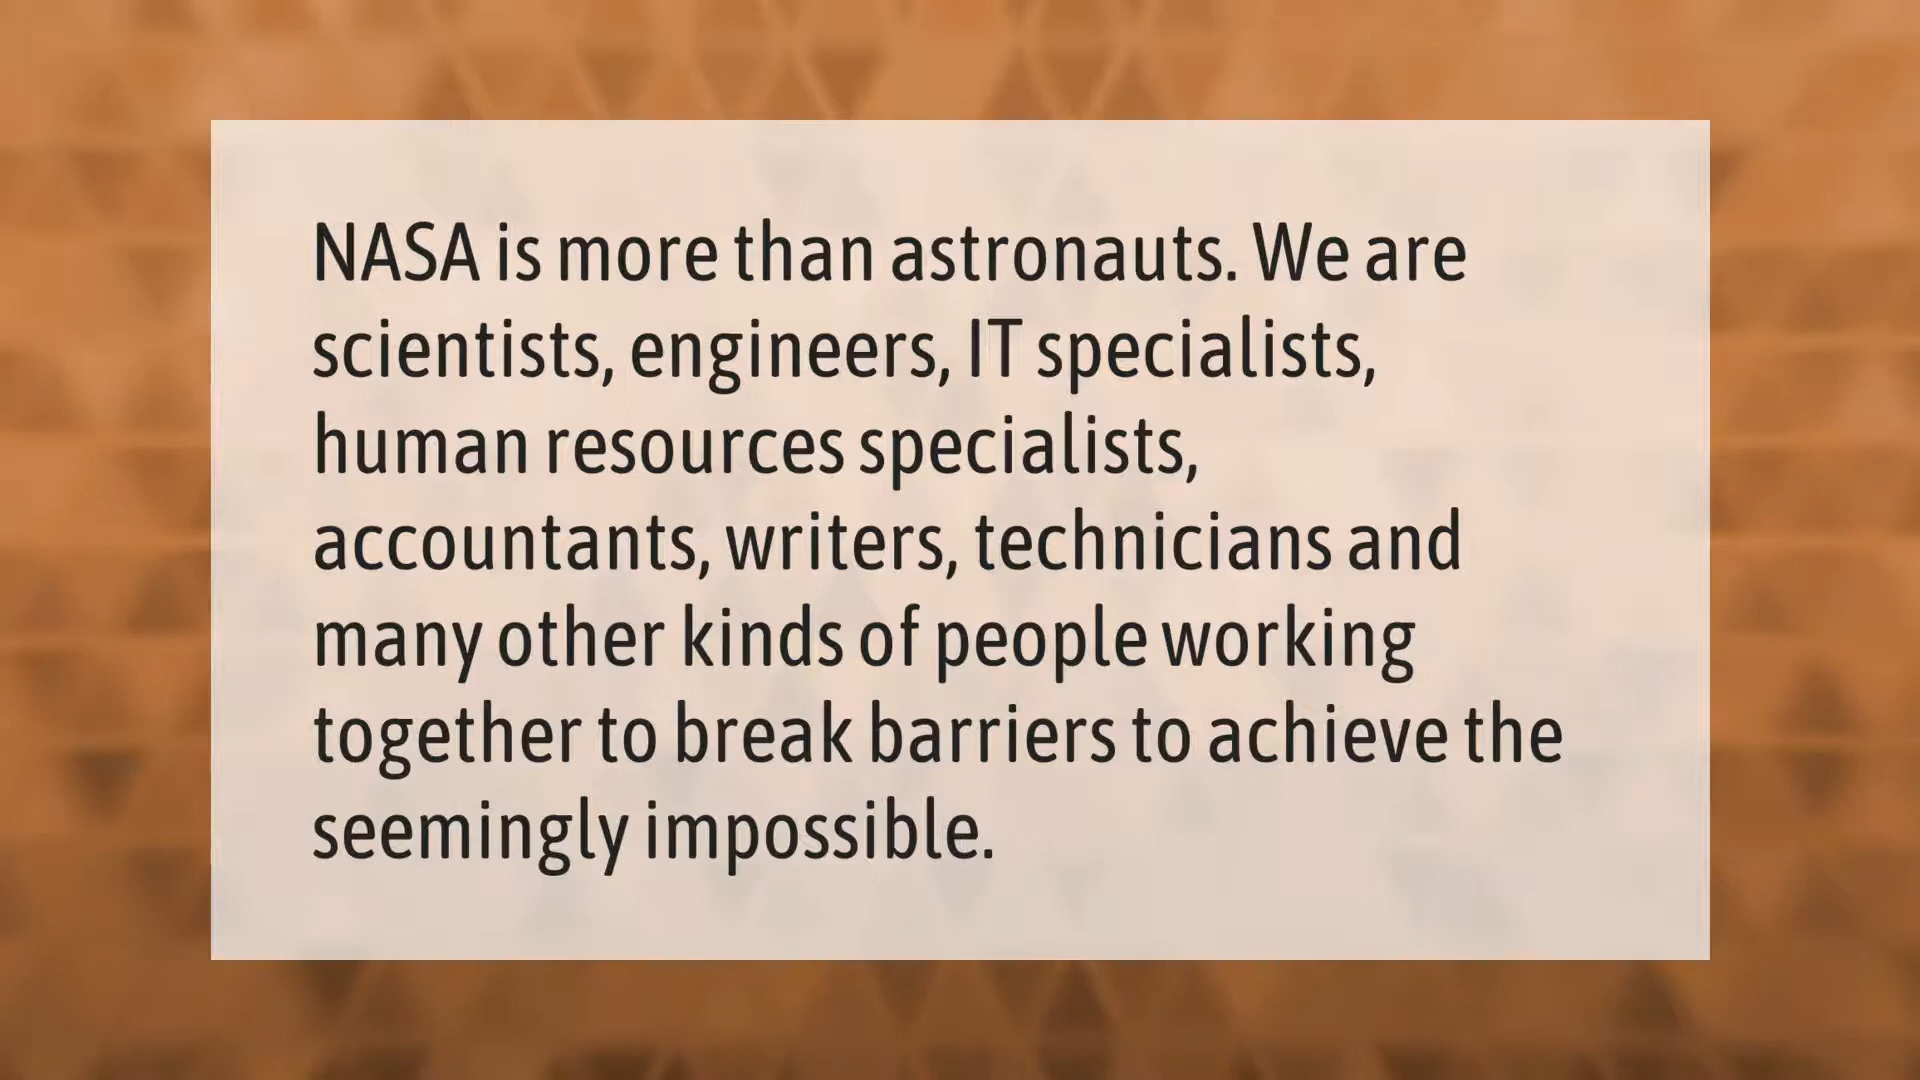 NASA is more than astronauts. We are
scientists, engineers, IT specialists,
human resources specialists,
accountants, writers, technicians and
many other kinds of people working
together to break barriers to achieve the
seemingly impossible.